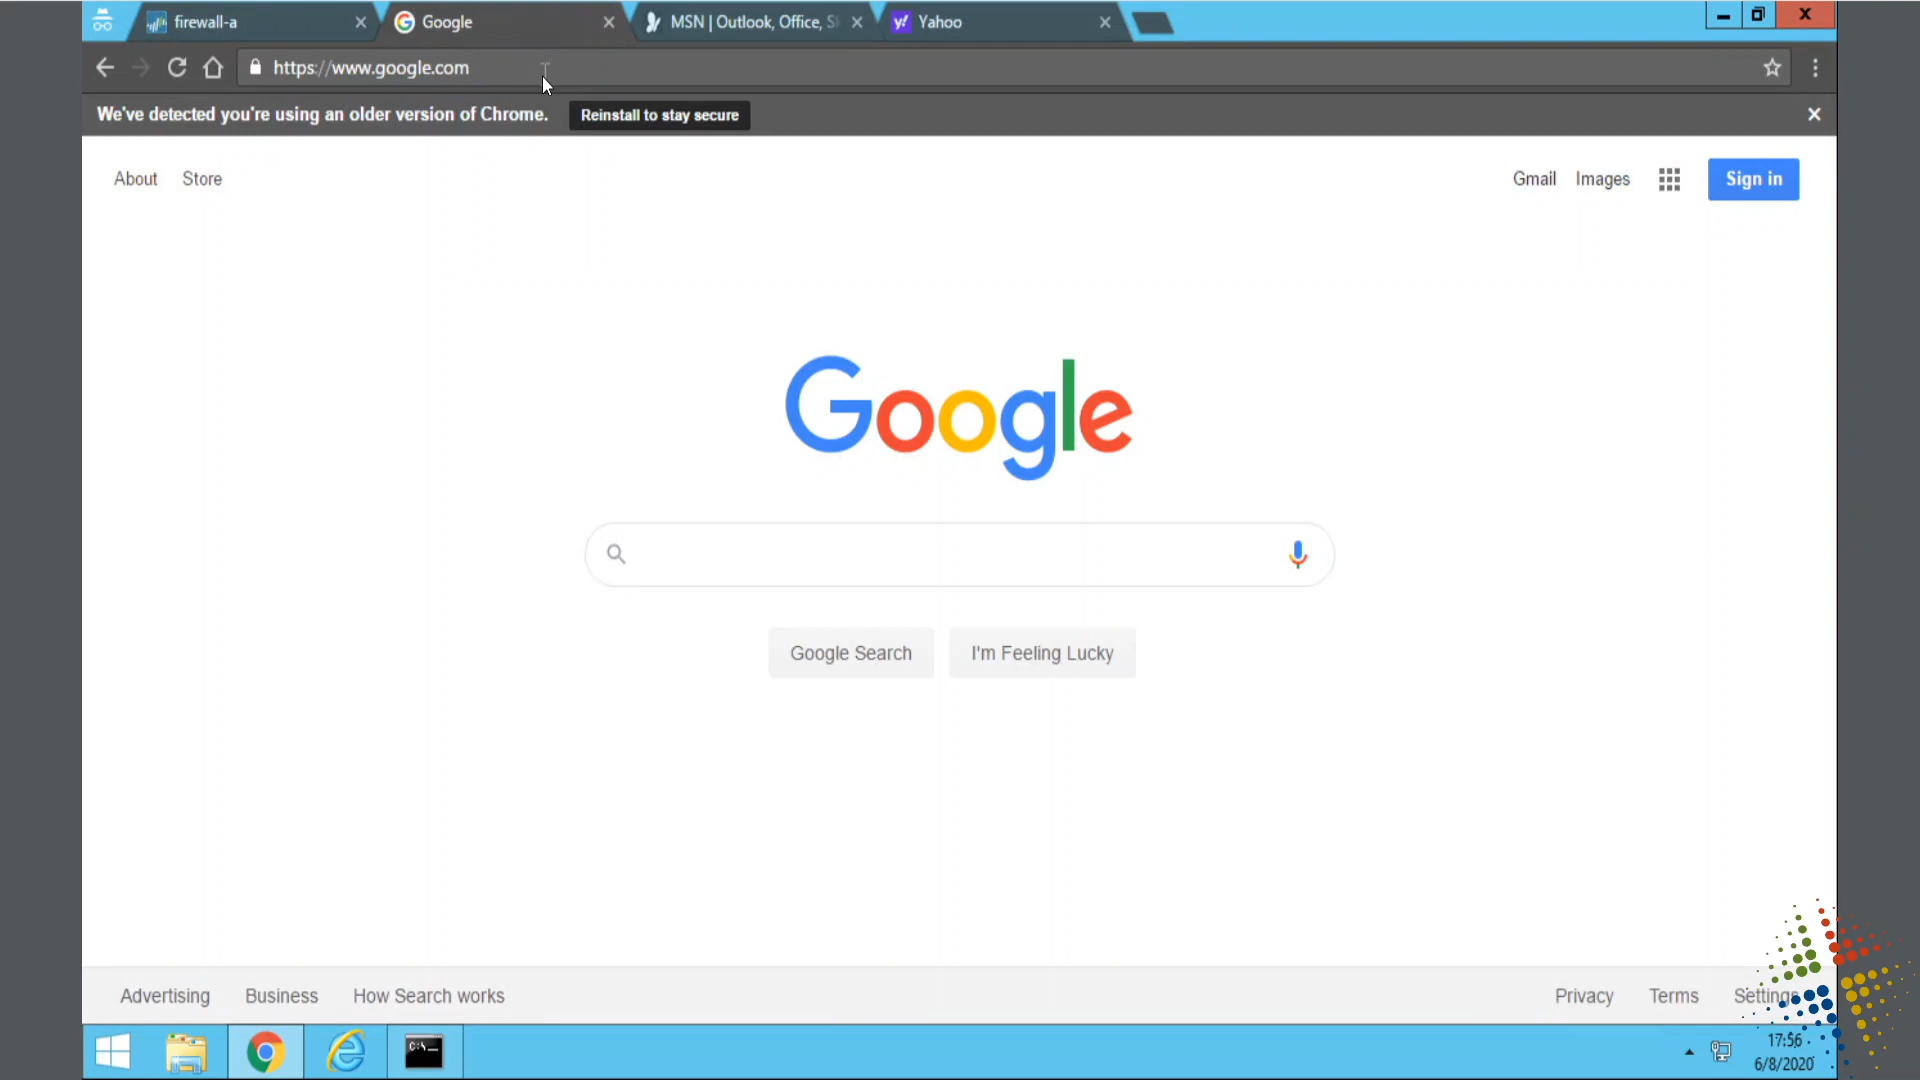 firewall-a
Google
MSN | Outlook, Office, S
Yahoo
https://www.google.com
We've detected you're using an older version of Chrome.
Reinstall to stay secure
About
Store
Gmail
Images
Sign in
Google
Google Search
I'm Feeling Lucky
Advertising
Business
How Search works
Privacy
Terms
Settings
C:\
17:56
6/8/2020